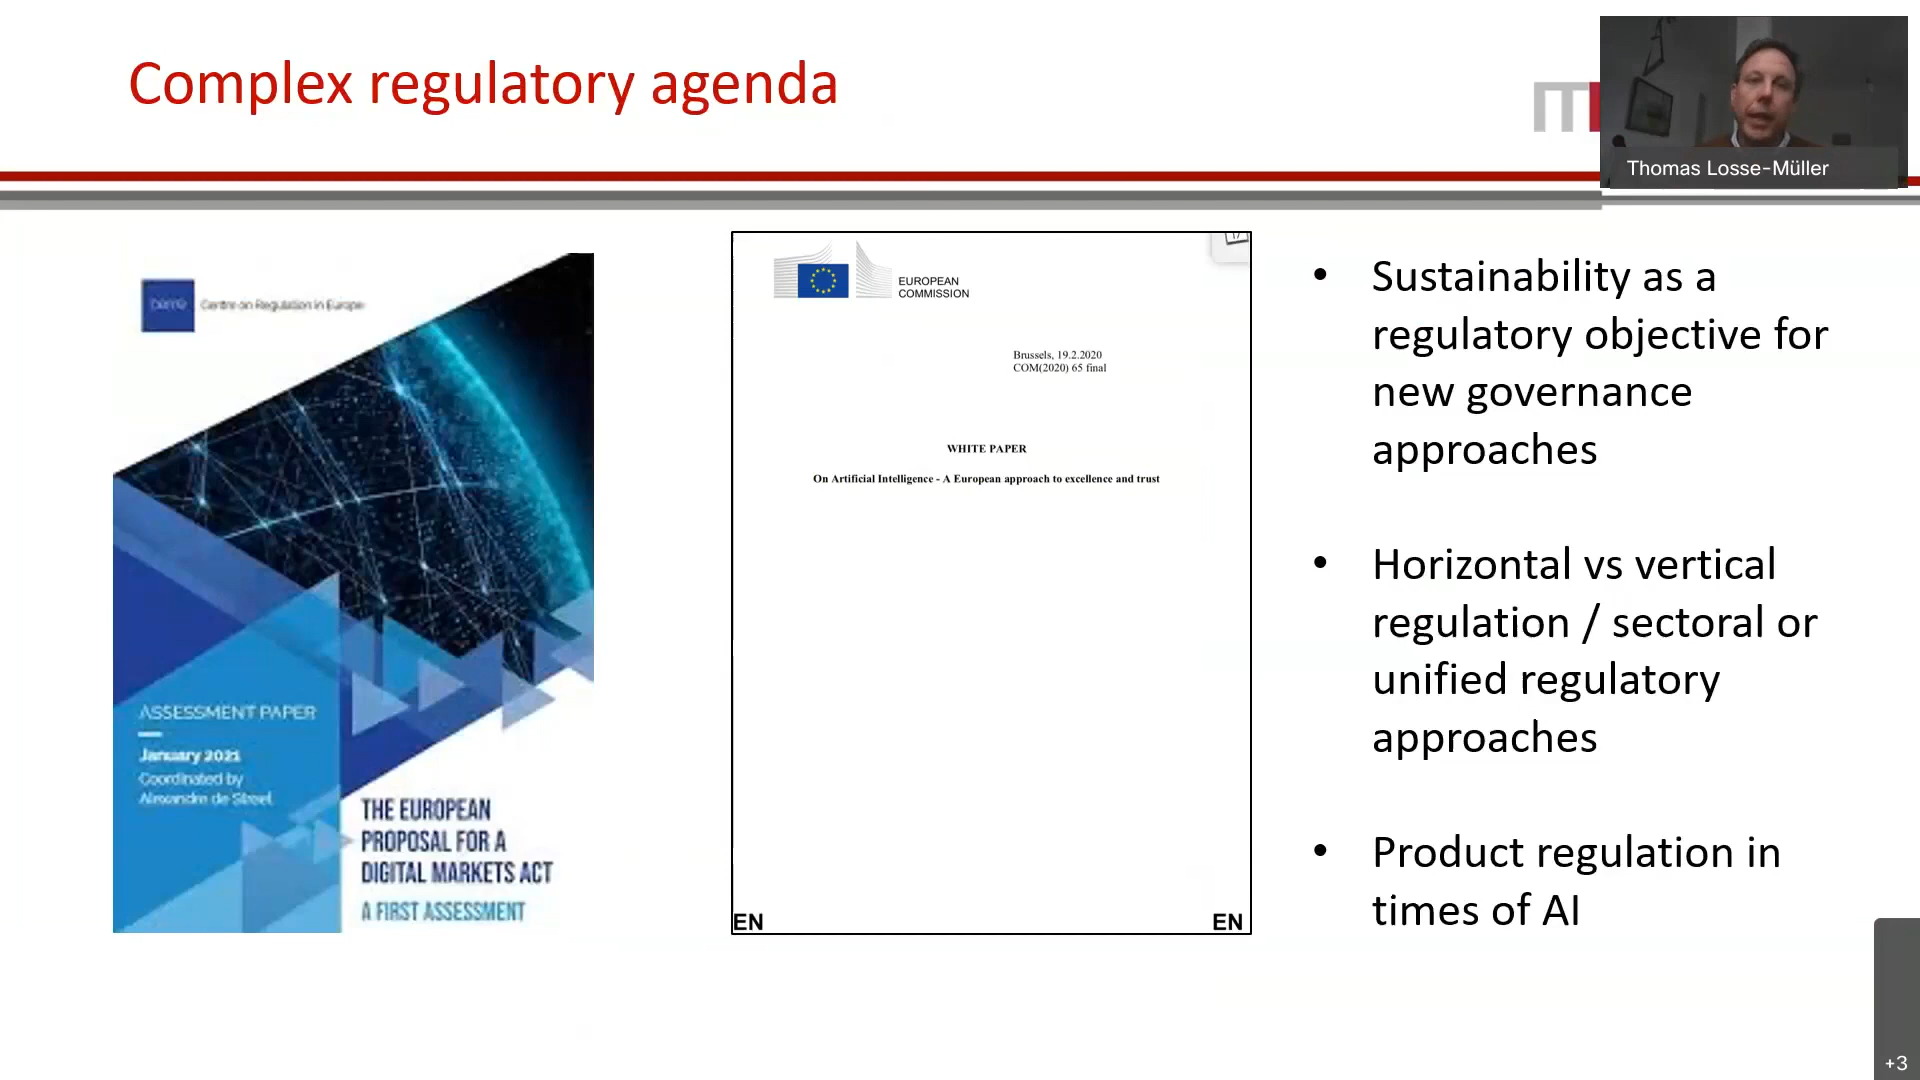 Complex regulatory agenda
Thomas Losse-Müller
cerre
Centre on Regulation in Europe
ASSESSMENT PAPER
January 2021
Coordinated by
Alexandre de Streel
THE EUROPEAN
PROPOSAL FOR A
DIGITAL MARKETS ACT
A FIRST ASSESSMENT
EUROPEAN
COMMISSION
Brussels, 19.2.2020
COM(2020) 65 final
WHITE PAPER
On Artificial Intelligence - A European approach to excellence and trust
EN
EN
• Sustainability as a
regulatory objective for
new governance
approaches
• Horizontal vs vertical
regulation / sectoral or
unified regulatory
approaches
• Product regulation in
times of AI
+3